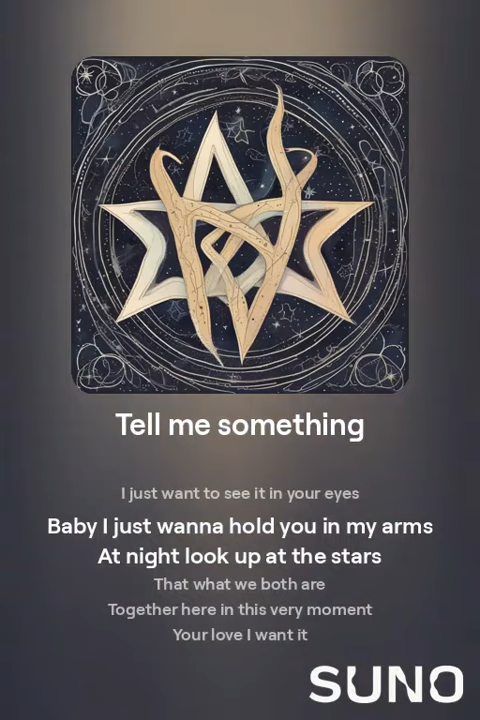 Tell me something
I just want to see it in your eyes
Baby I just wanna hold you in my arms
At night look up at the stars
That what we both are
Together here in this very moment
Your love I want it
SUNO